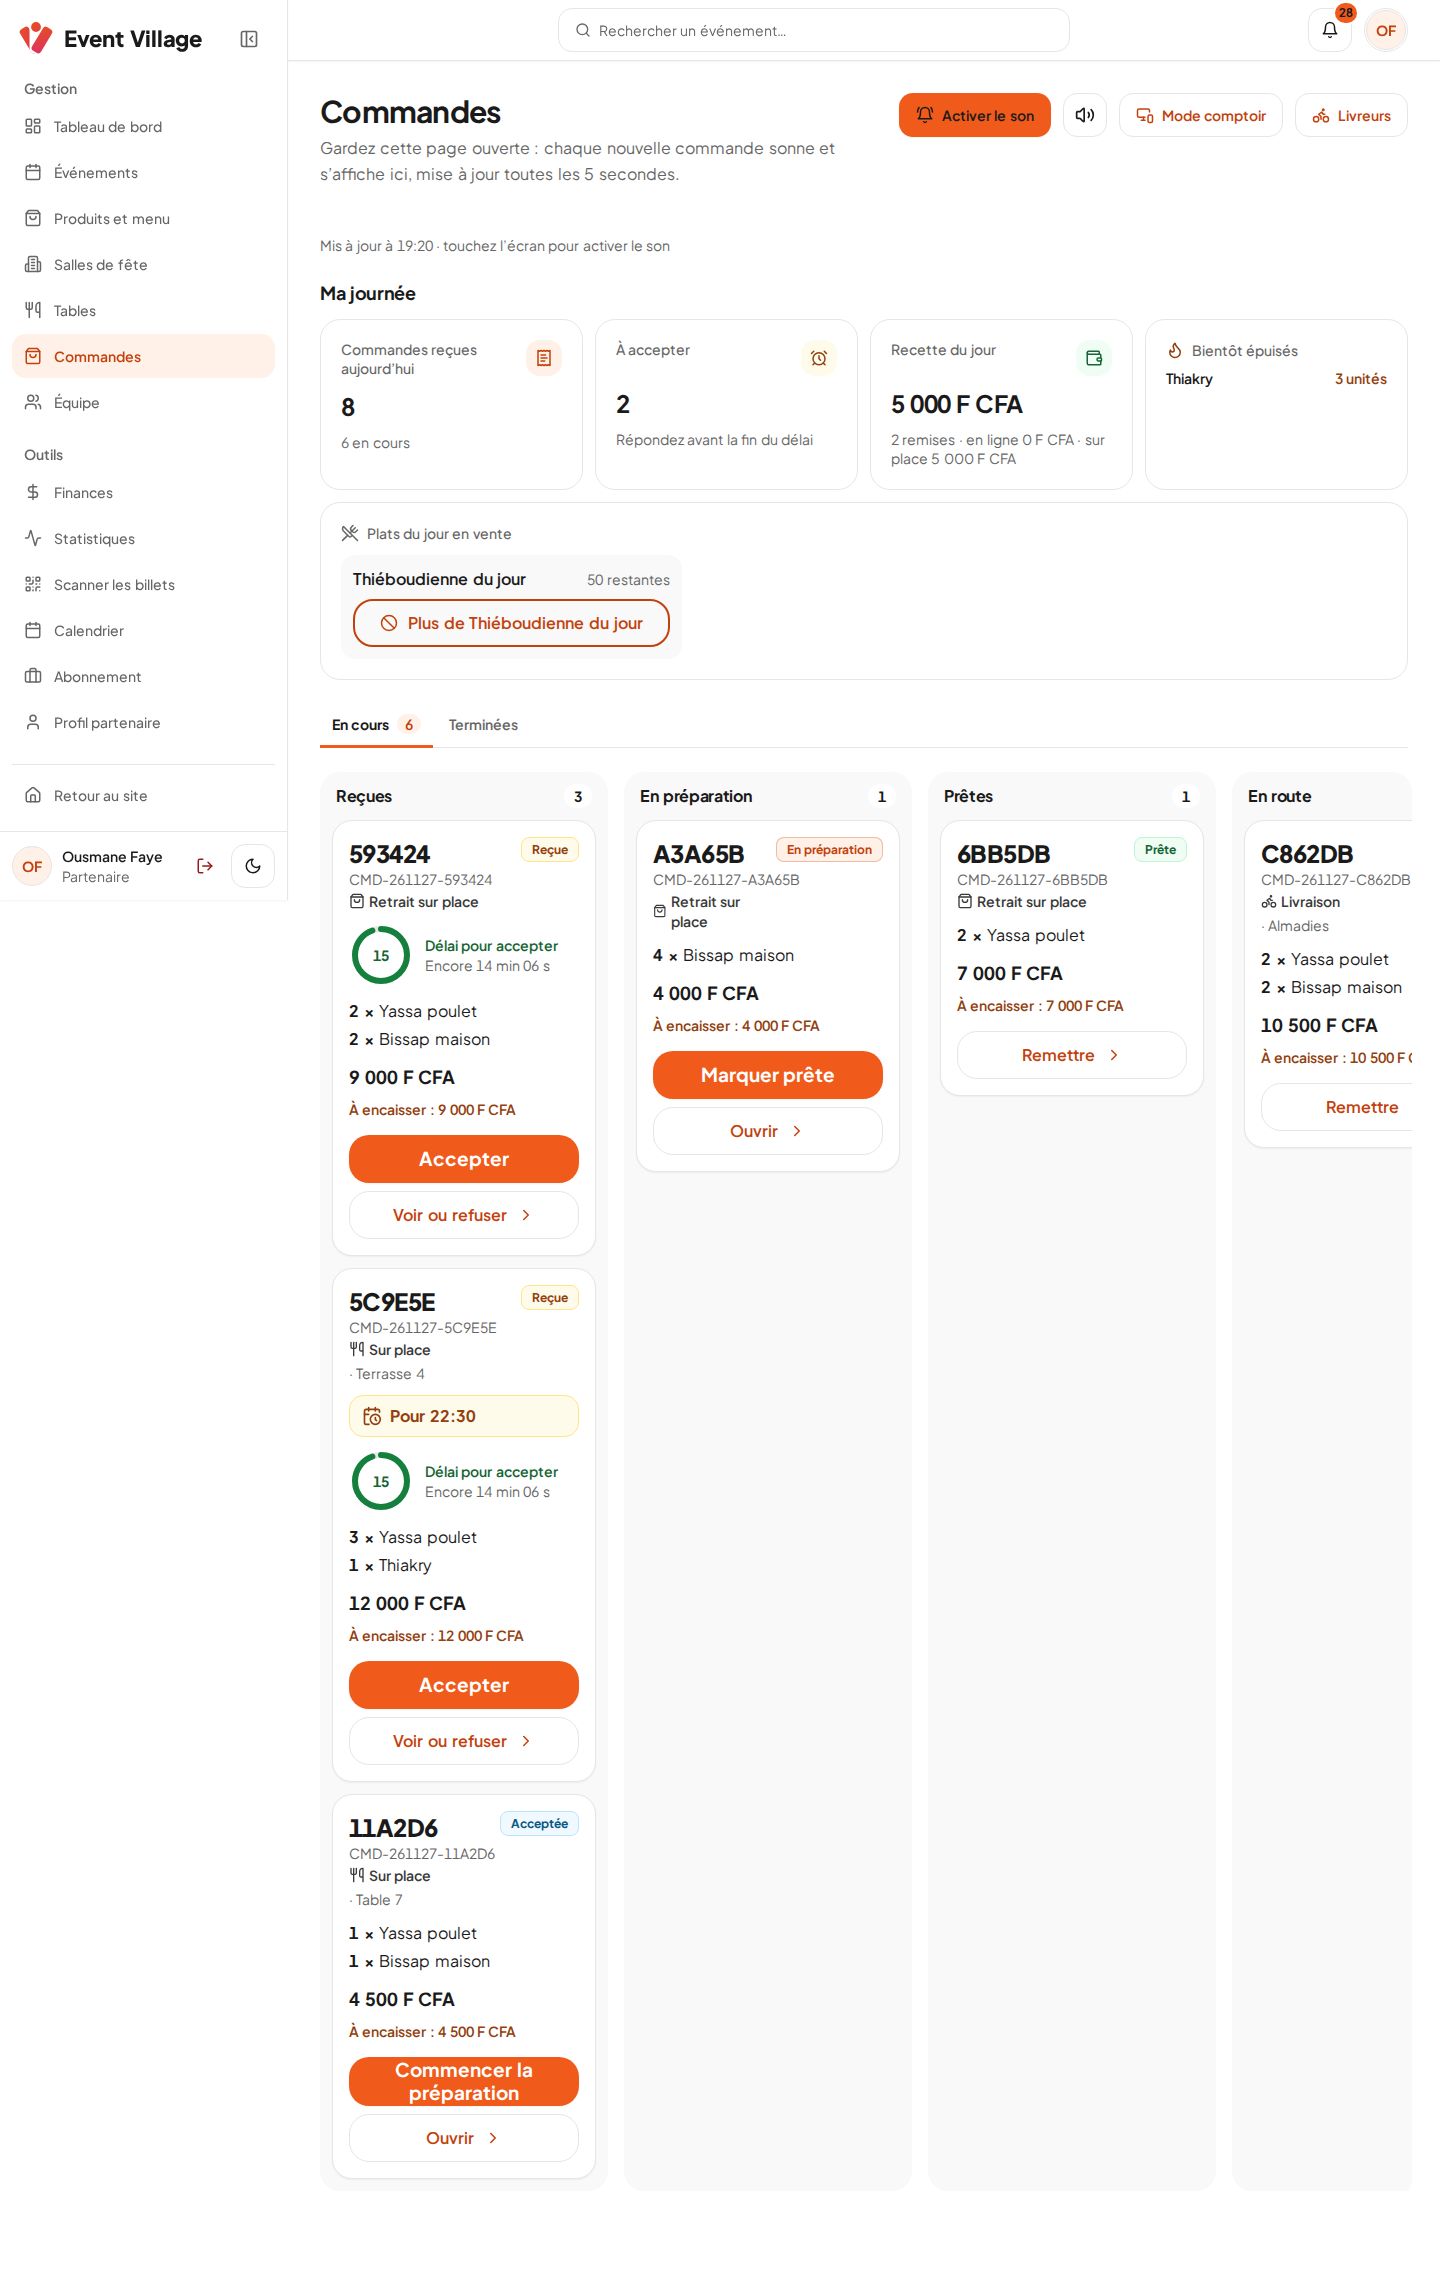 Event Village
Gestion
Tableau de bord
Événements
Produits et menu
Salles de fête
Tables
Commandes
Équipe
Outils
Finances
Statistiques
Scanner les billets
Calendrier
Abonnement
Profil partenaire
Retour au site
OF
Ousmane Faye
Partenaire
Rechercher un événement…
28
OF
Commandes
Gardez cette page ouverte : chaque nouvelle commande sonne et
s’affiche ici, mise à jour toutes les 5 secondes.
Activer le son
Mode comptoir
Livreurs
Mis à jour à 19:20 · touchez l’écran pour activer le son
Ma journée
Commandes reçues
aujourd’hui
8
6 en cours
À accepter
2
Répondez avant la fin du délai
Recette du jour
5 000 F CFA
2 remises · en ligne 0 F CFA · sur
place 5 000 F CFA
Bientôt épuisés
Thiakry 3 unités
Plats du jour en vente
Thiéboudienne du jour 50 restantes
Plus de Thiéboudienne du jour
En cours 6
Terminées
Reçues 3
593424 Reçue
CMD-261127-593424
Retrait sur place
15
Délai pour accepter
Encore 14 min 06 s
2 × Yassa poulet
2 × Bissap maison
9 000 F CFA
À encaisser : 9 000 F CFA
Accepter
Voir ou refuser
5C9E5E Reçue
CMD-261127-5C9E5E
Sur place
· Terrasse 4
Pour 22:30
15
Délai pour accepter
Encore 14 min 06 s
3 × Yassa poulet
1 × Thiakry
12 000 F CFA
À encaisser : 12 000 F CFA
Accepter
Voir ou refuser
11A2D6 Acceptée
CMD-261127-11A2D6
Sur place
· Table 7
1 × Yassa poulet
1 × Bissap maison
4 500 F CFA
À encaisser : 4 500 F CFA
Commencer la
préparation
Ouvrir
En préparation 1
A3A65B En préparation
CMD-261127-A3A65B
Retrait sur
place
4 × Bissap maison
4 000 F CFA
À encaisser : 4 000 F CFA
Marquer prête
Ouvrir
Prêtes 1
6BB5DB Prête
CMD-261127-6BB5DB
Retrait sur place
2 × Yassa poulet
7 000 F CFA
À encaisser : 7 000 F CFA
Remettre
En route
C862DB
CMD-261127-C862DB
Livraison
· Almadies
2 × Yassa poulet
2 × Bissap maison
10 500 F CFA
À encaisser : 10 500 F
Remettre